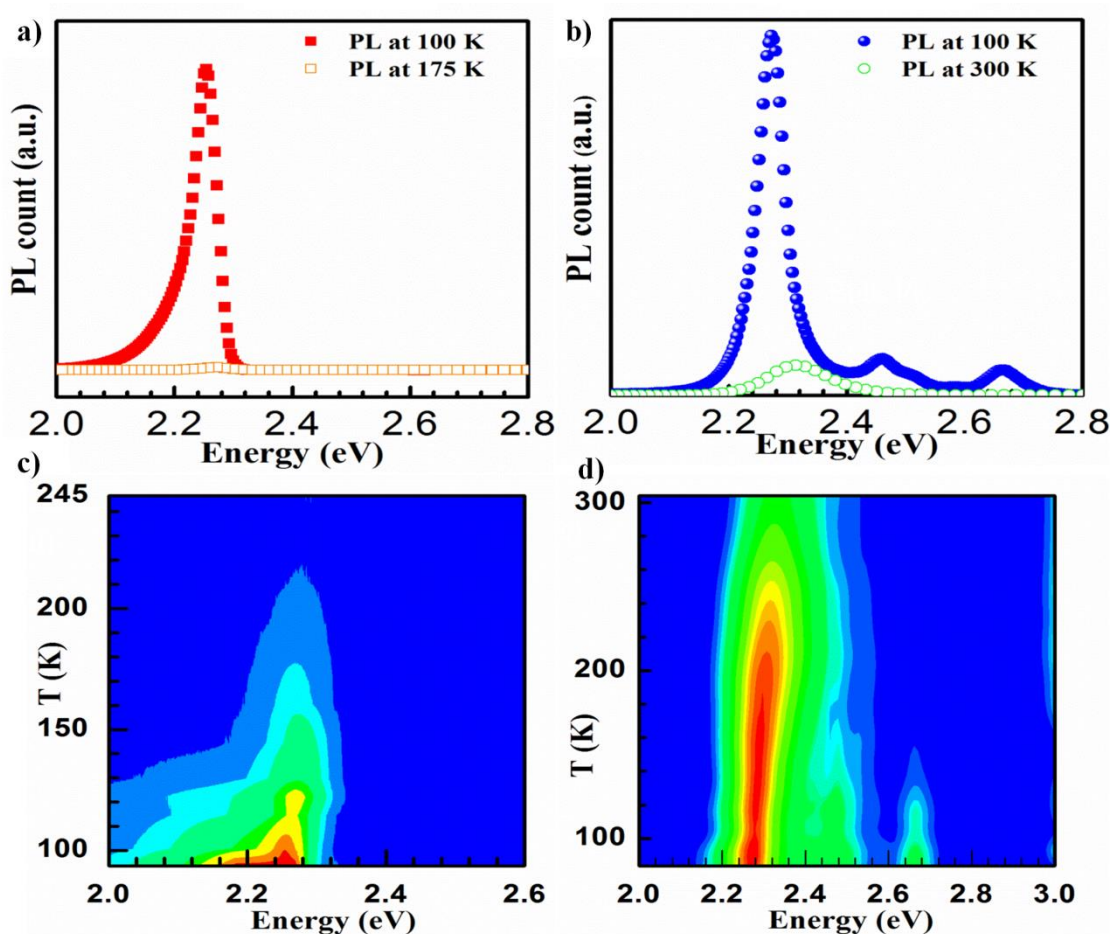 a)
PL at 100 K
PL at 175 K
PL count (a.u.)
2.0 2.2 2.4 2.6 2.8
Energy (eV)
b)
PL at 100 K
PL at 300 K
PL count (a.u.)
2.0 2.2 2.4 2.6 2.8
Energy (eV)
c)
245
200
150
100
T (K)
2.0 2.2 2.4 2.6
Energy (eV)
d)
300
200
100
T (K)
2.0 2.2 2.4 2.6 2.8 3.0
Energy (eV)